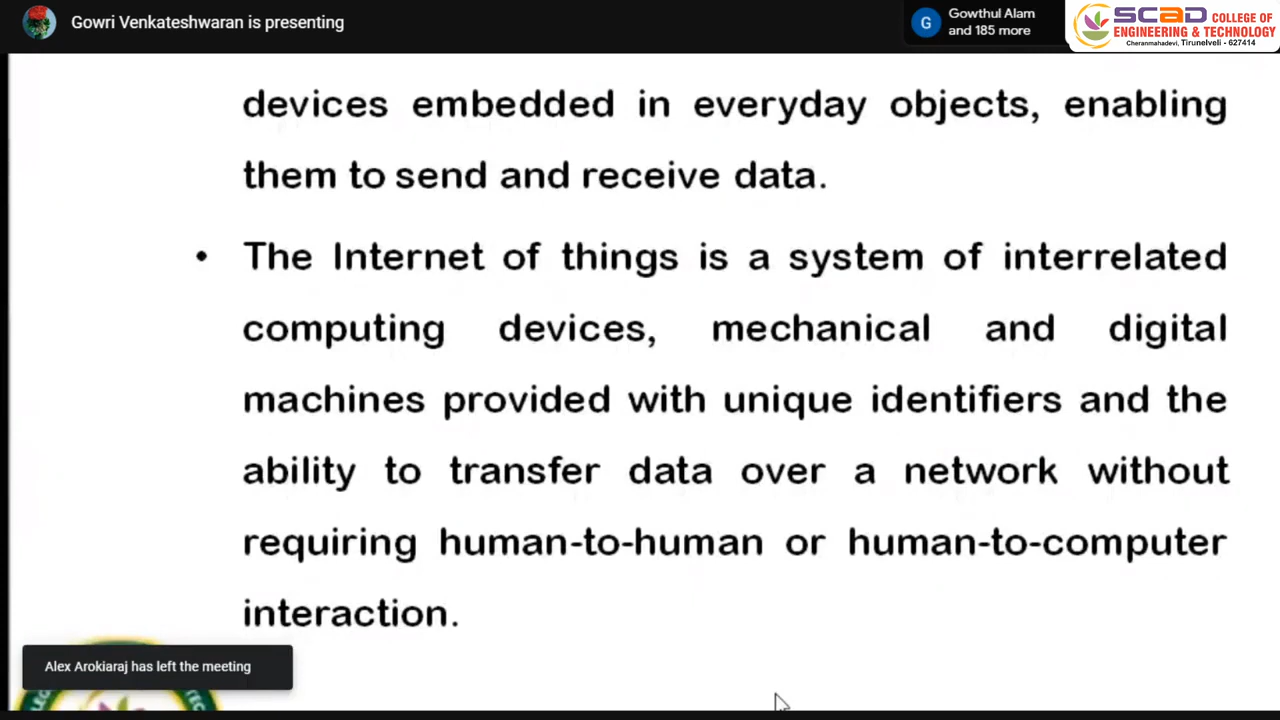 Gowri Venkateshwaran is presenting
G
Gowthul Alam
and 185 more
SCAD COLLEGE OF
ENGINEERING & TECHNOLOGY
Cheranmahadevi, Tirunelveli - 627414
devices embedded in everyday objects, enabling
them to send and receive data.
• The Internet of things is a system of interrelated
computing devices, mechanical and digital
machines provided with unique identifiers and the
ability to transfer data over a network without
requiring human-to-human or human-to-computer
interaction.
Alex Arokiaraj has left the meeting